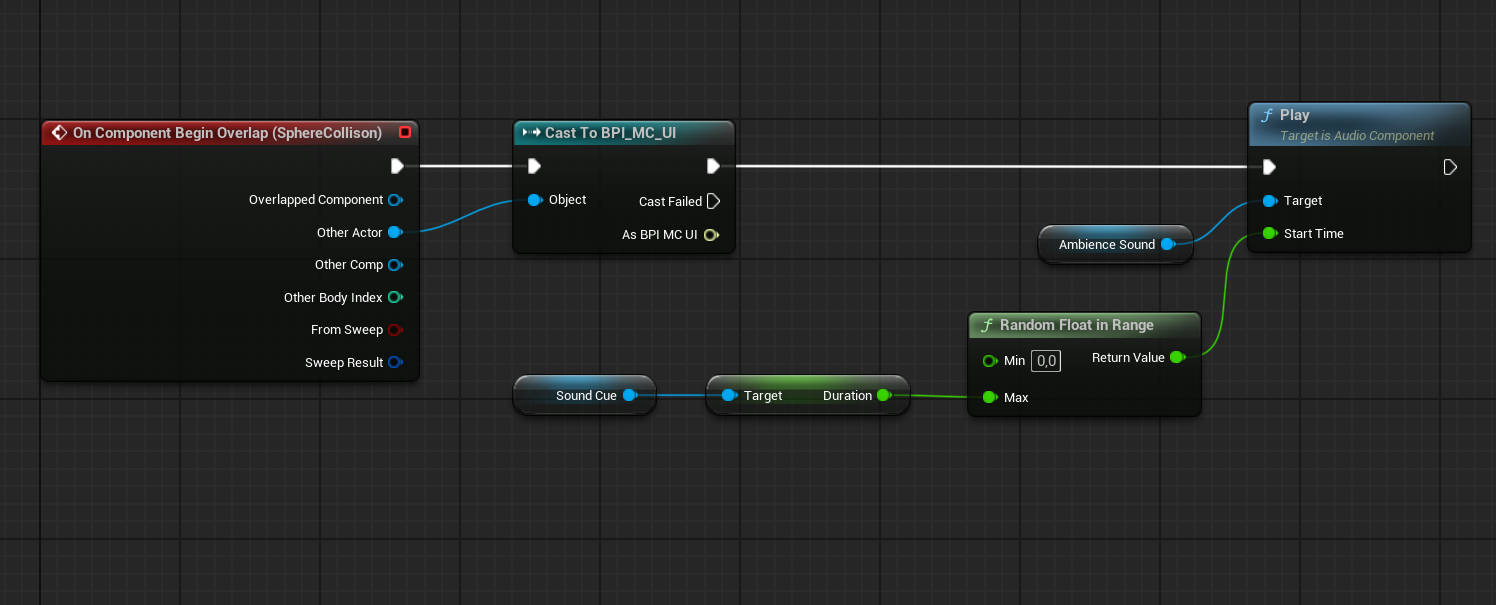 On Component Begin Overlap (SphereCollison)
Overlapped Component
Other Actor
Other Comp
Other Body Index
From Sweep
Sweep Result
Cast To BPI_MC_UI
Object
Cast Failed
As BPI MC UI
Sound Cue
Target
Duration
Random Float in Range
Min 0,0
Return Value
Max
Ambience Sound
f Play
Target is Audio Component
Target
Start Time